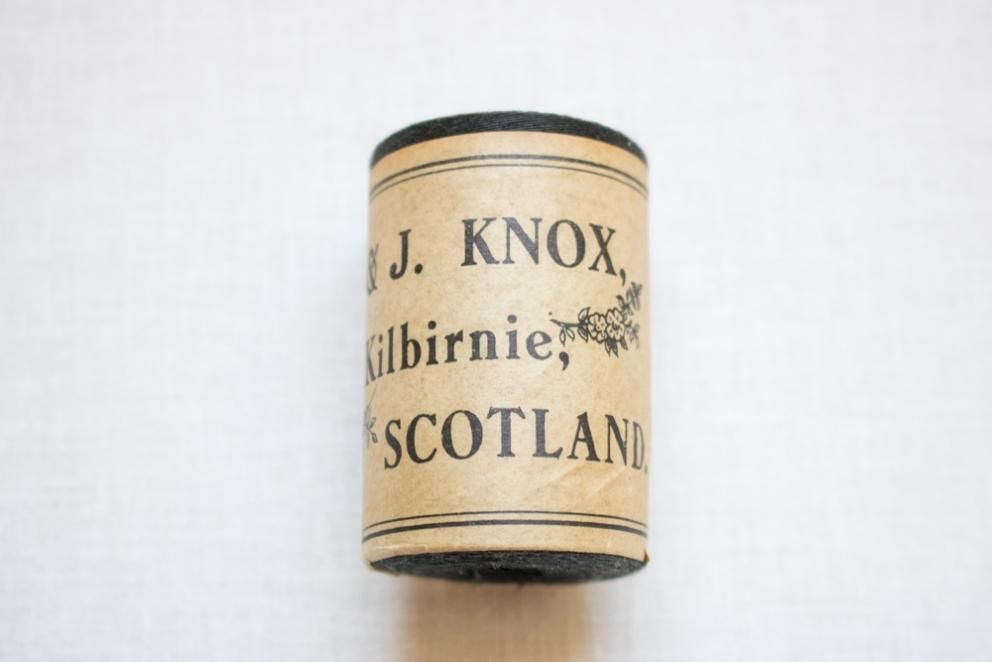 & J. KNOX,
Kilbirnie,
SCOTLAND.